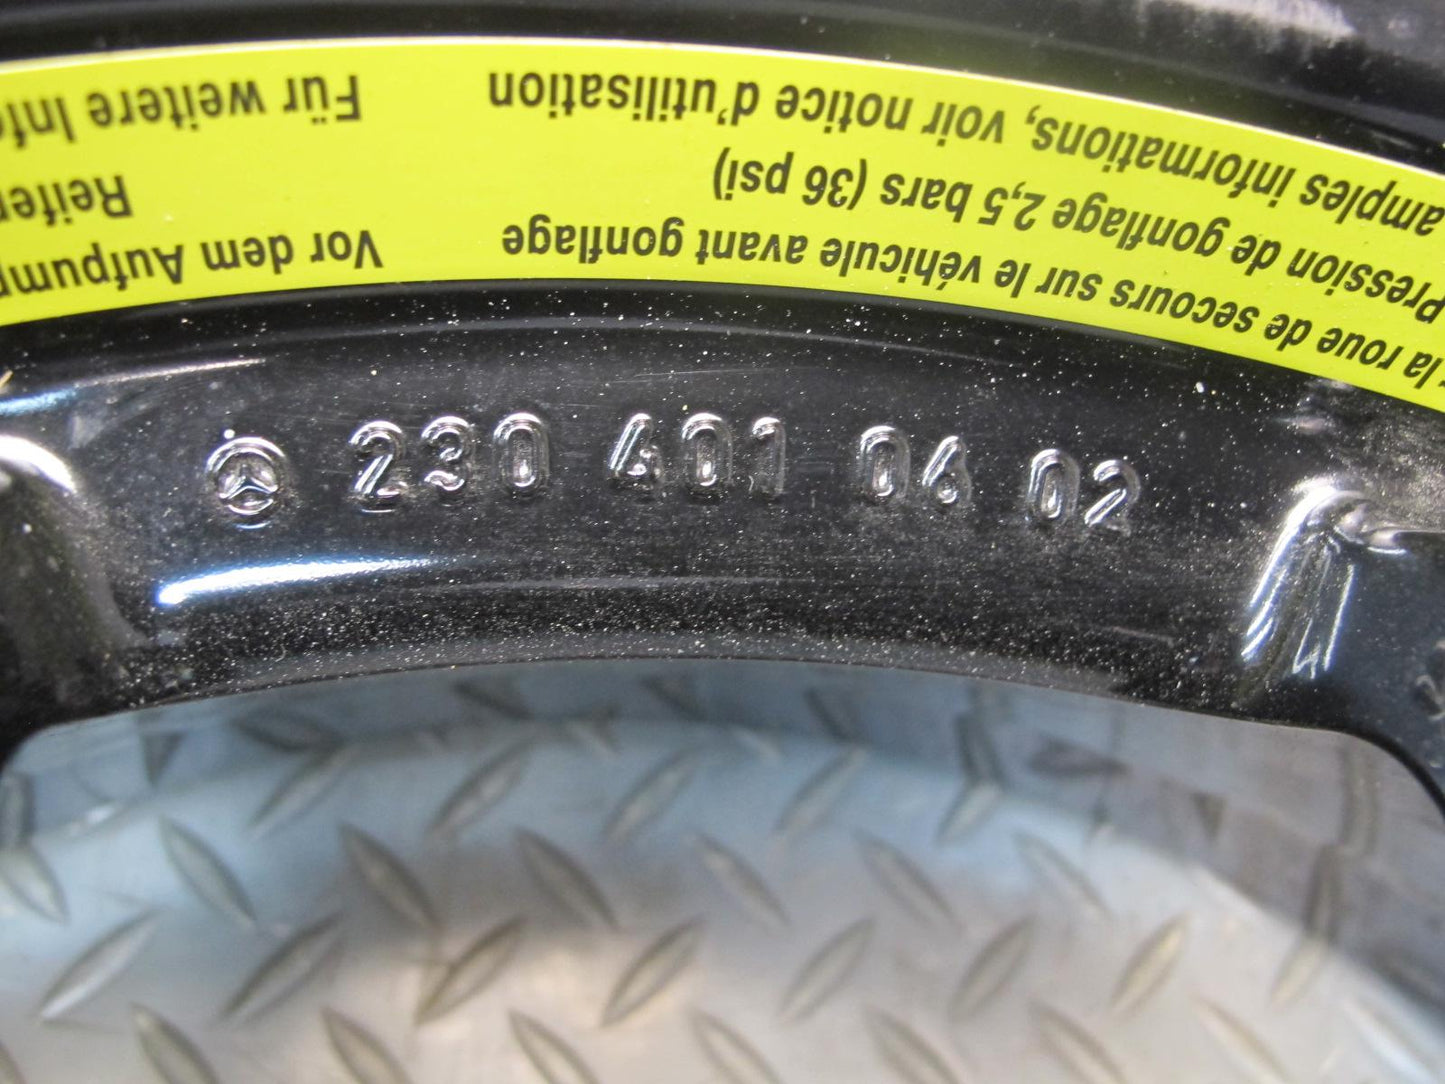 230 401 06 02
la roue de secours sur le véhicule avant gonflage
Pression de gonflage 2,5 bars (36 psi)
amples informations, voir notice d'utilisation
Vor dem Aufpum
Reifen
Für weitere Inf